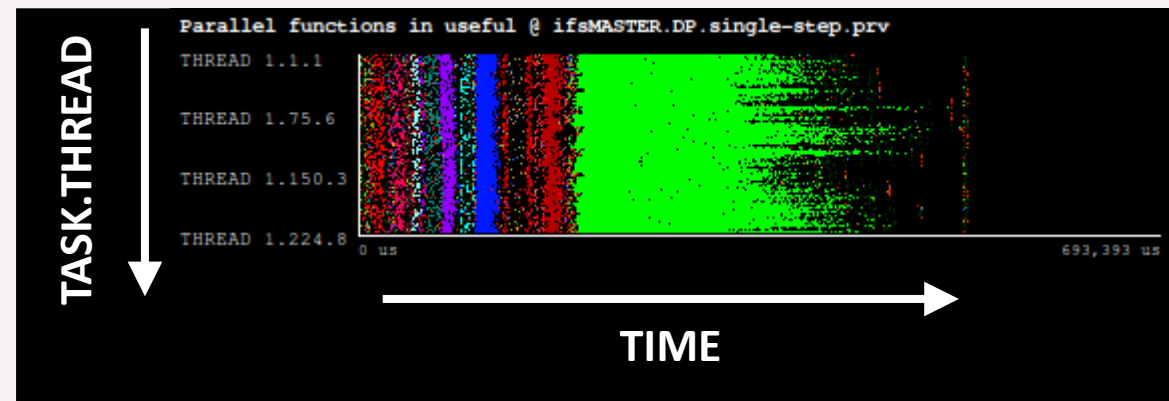 Parallel functions in useful @ ifsMASTER.DP.single-step.prv
TASK.THREAD
THREAD 1.1.1
THREAD 1.75.6
THREAD 1.150.3
THREAD 1.224.8
0 us
693,393 us
TIME